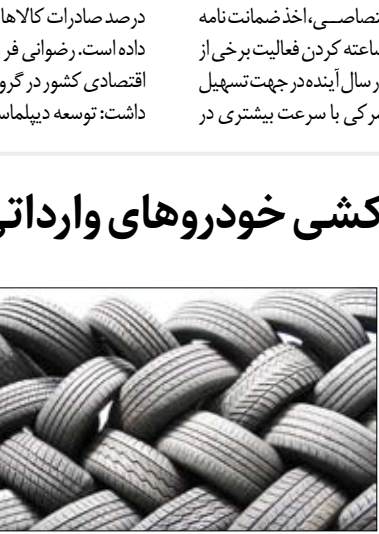 تصاصـی، اخذ ضمانت‌نامه
ساعته کردن فعالیت برخی از
ر سال آینده در جهت تسهیل
مرکی با سرعت بیشتری در
درصد صادرات کالاها
داده است. رضوانی فر
اقتصادی کشور در گرو
داشت: توسعه دیپلماس
کشی خودروهای وارداتی